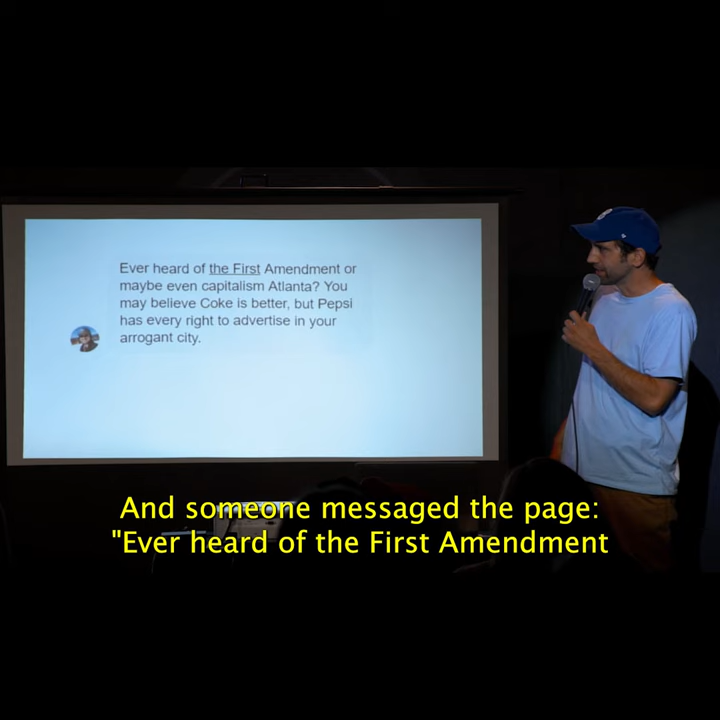 Ever heard of the First Amendment or
maybe even capitalism Atlanta? You
may believe Coke is better, but Pepsi
has every right to advertise in your
arrogant city.
And someone messaged the page:
"Ever heard of the First Amendment